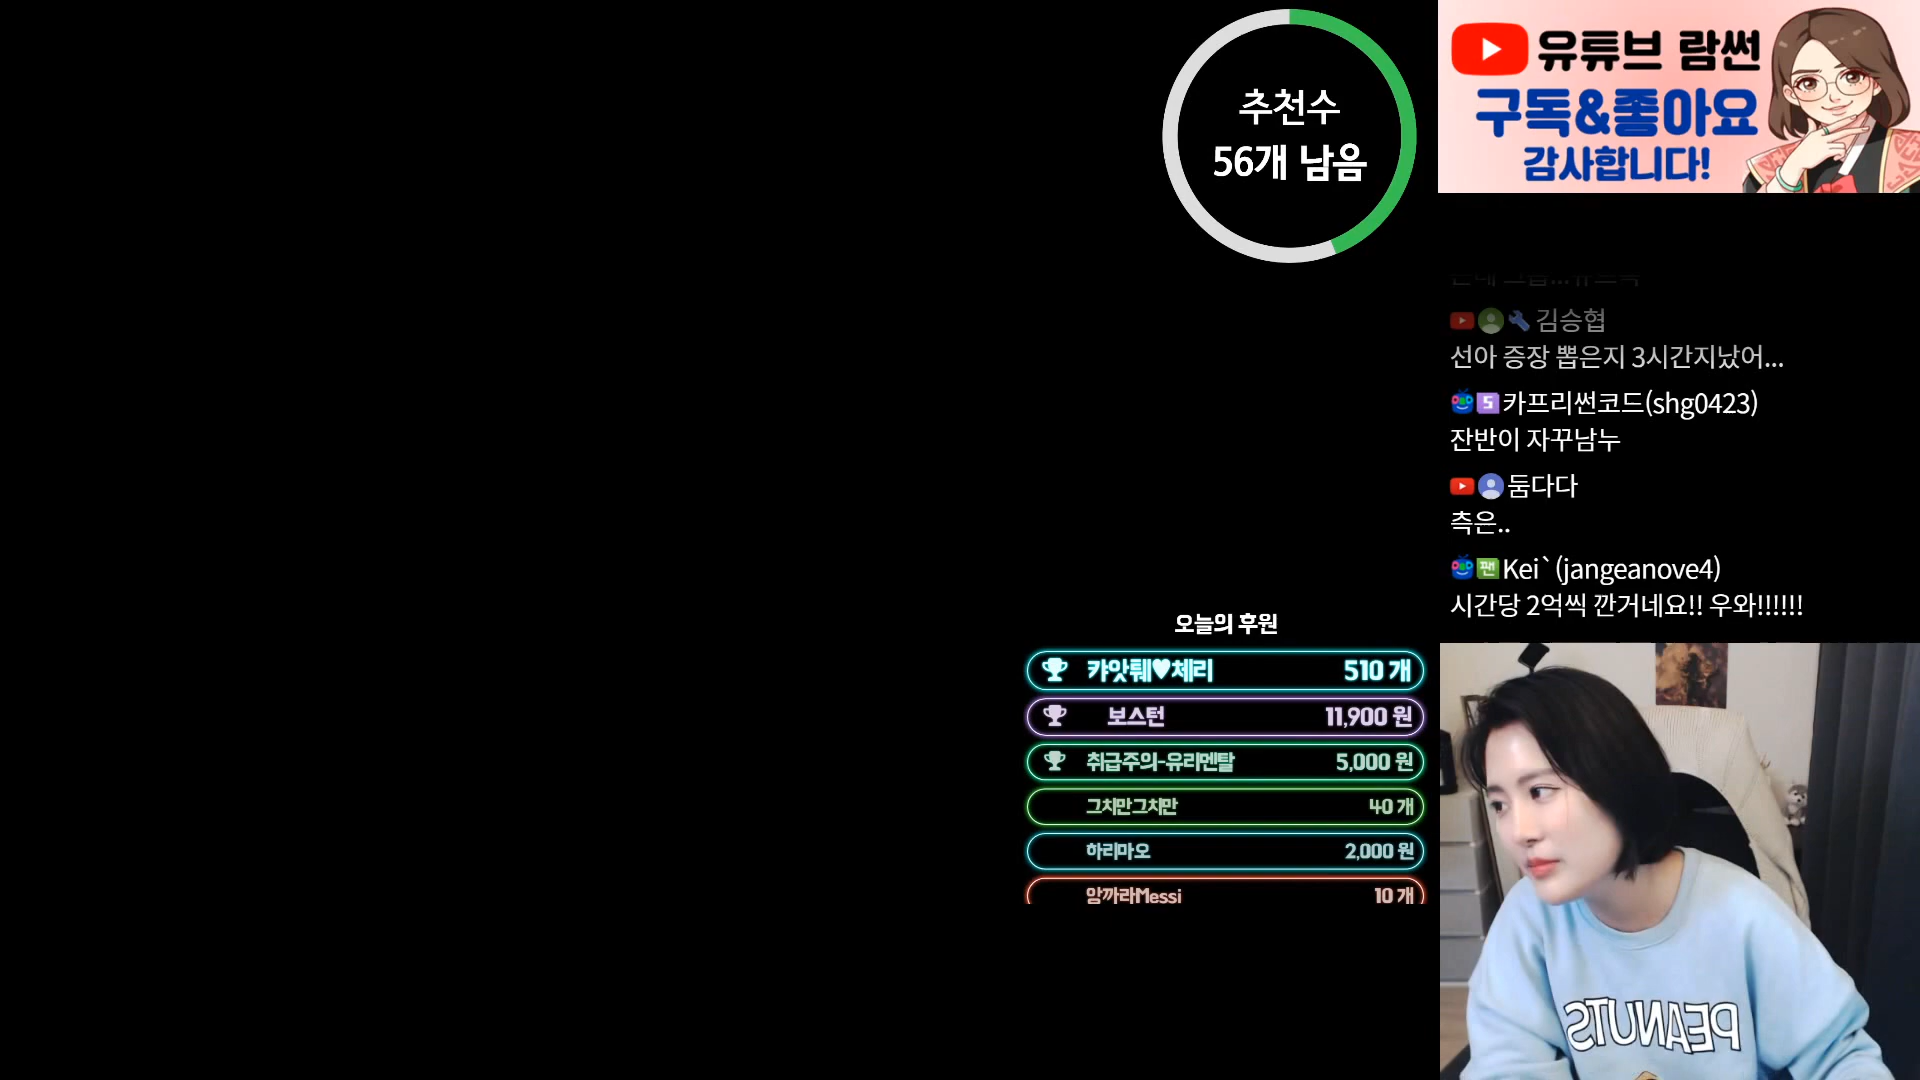 추천수
56개 남음
유튜브 람썬
구독&좋아요
감사합니다!
김승협
선아 증장 뽑은지 3시간지났어...
5
카프리썬코드(shg0423)
잔반이 자꾸남누
둠다다
측은..
팬
Kei`(jangeanove4)
시간당 2억씩 깐거네요!! 우와!!!!!!
오늘의 후원
캬앗퉤♥체리 510 개
보스턴 11,900 원
취급주의-유리멘탈 5,000 원
그치만그치만 40 개
하리마오 2,000 원
앙까라Messi 10 개
PEANUTS